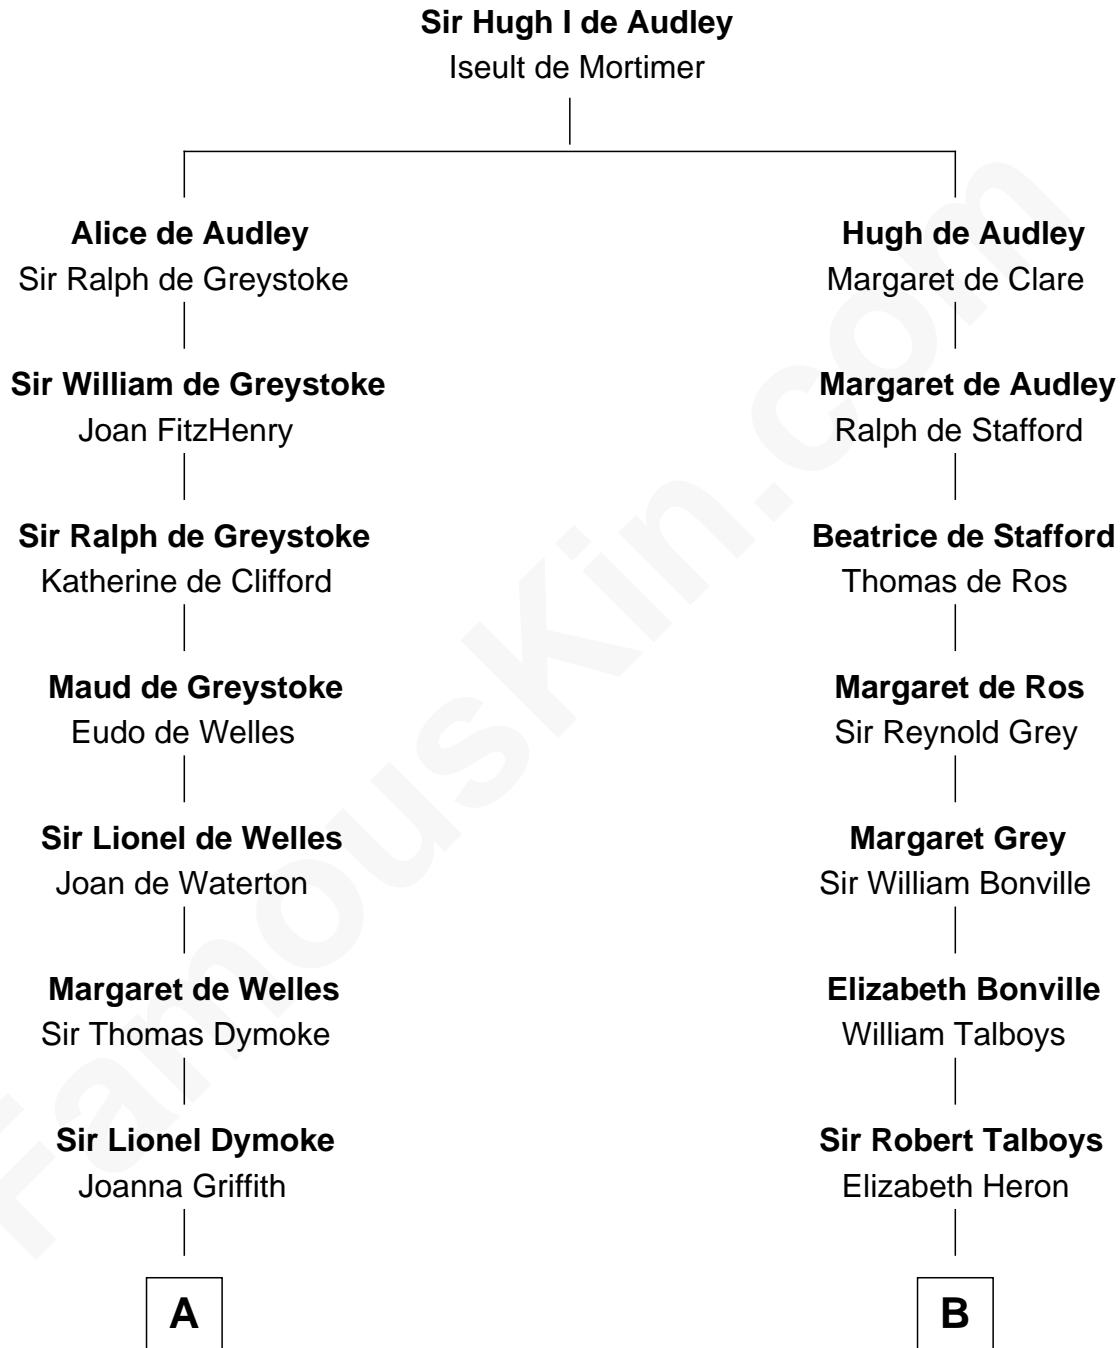 Sir Hugh I de Audley
Iseult de Mortimer
Alice de Audley
Sir Ralph de Greystoke
Hugh de Audley
Margaret de Clare
Sir William de Greystoke
Joan FitzHenry
Margaret de Audley
Ralph de Stafford
Sir Ralph de Greystoke
Katherine de Clifford
Beatrice de Stafford
Thomas de Ros
Maud de Greystoke
Eudo de Welles
Margaret de Ros
Sir Reynold Grey
Sir Lionel de Welles
Joan de Waterton
Margaret Grey
Sir William Bonville
Margaret de Welles
Sir Thomas Dymoke
Elizabeth Bonville
William Talboys
Sir Lionel Dymoke
Joanna Griffith
Sir Robert Talboys
Elizabeth Heron
A
B
FamousKin.com